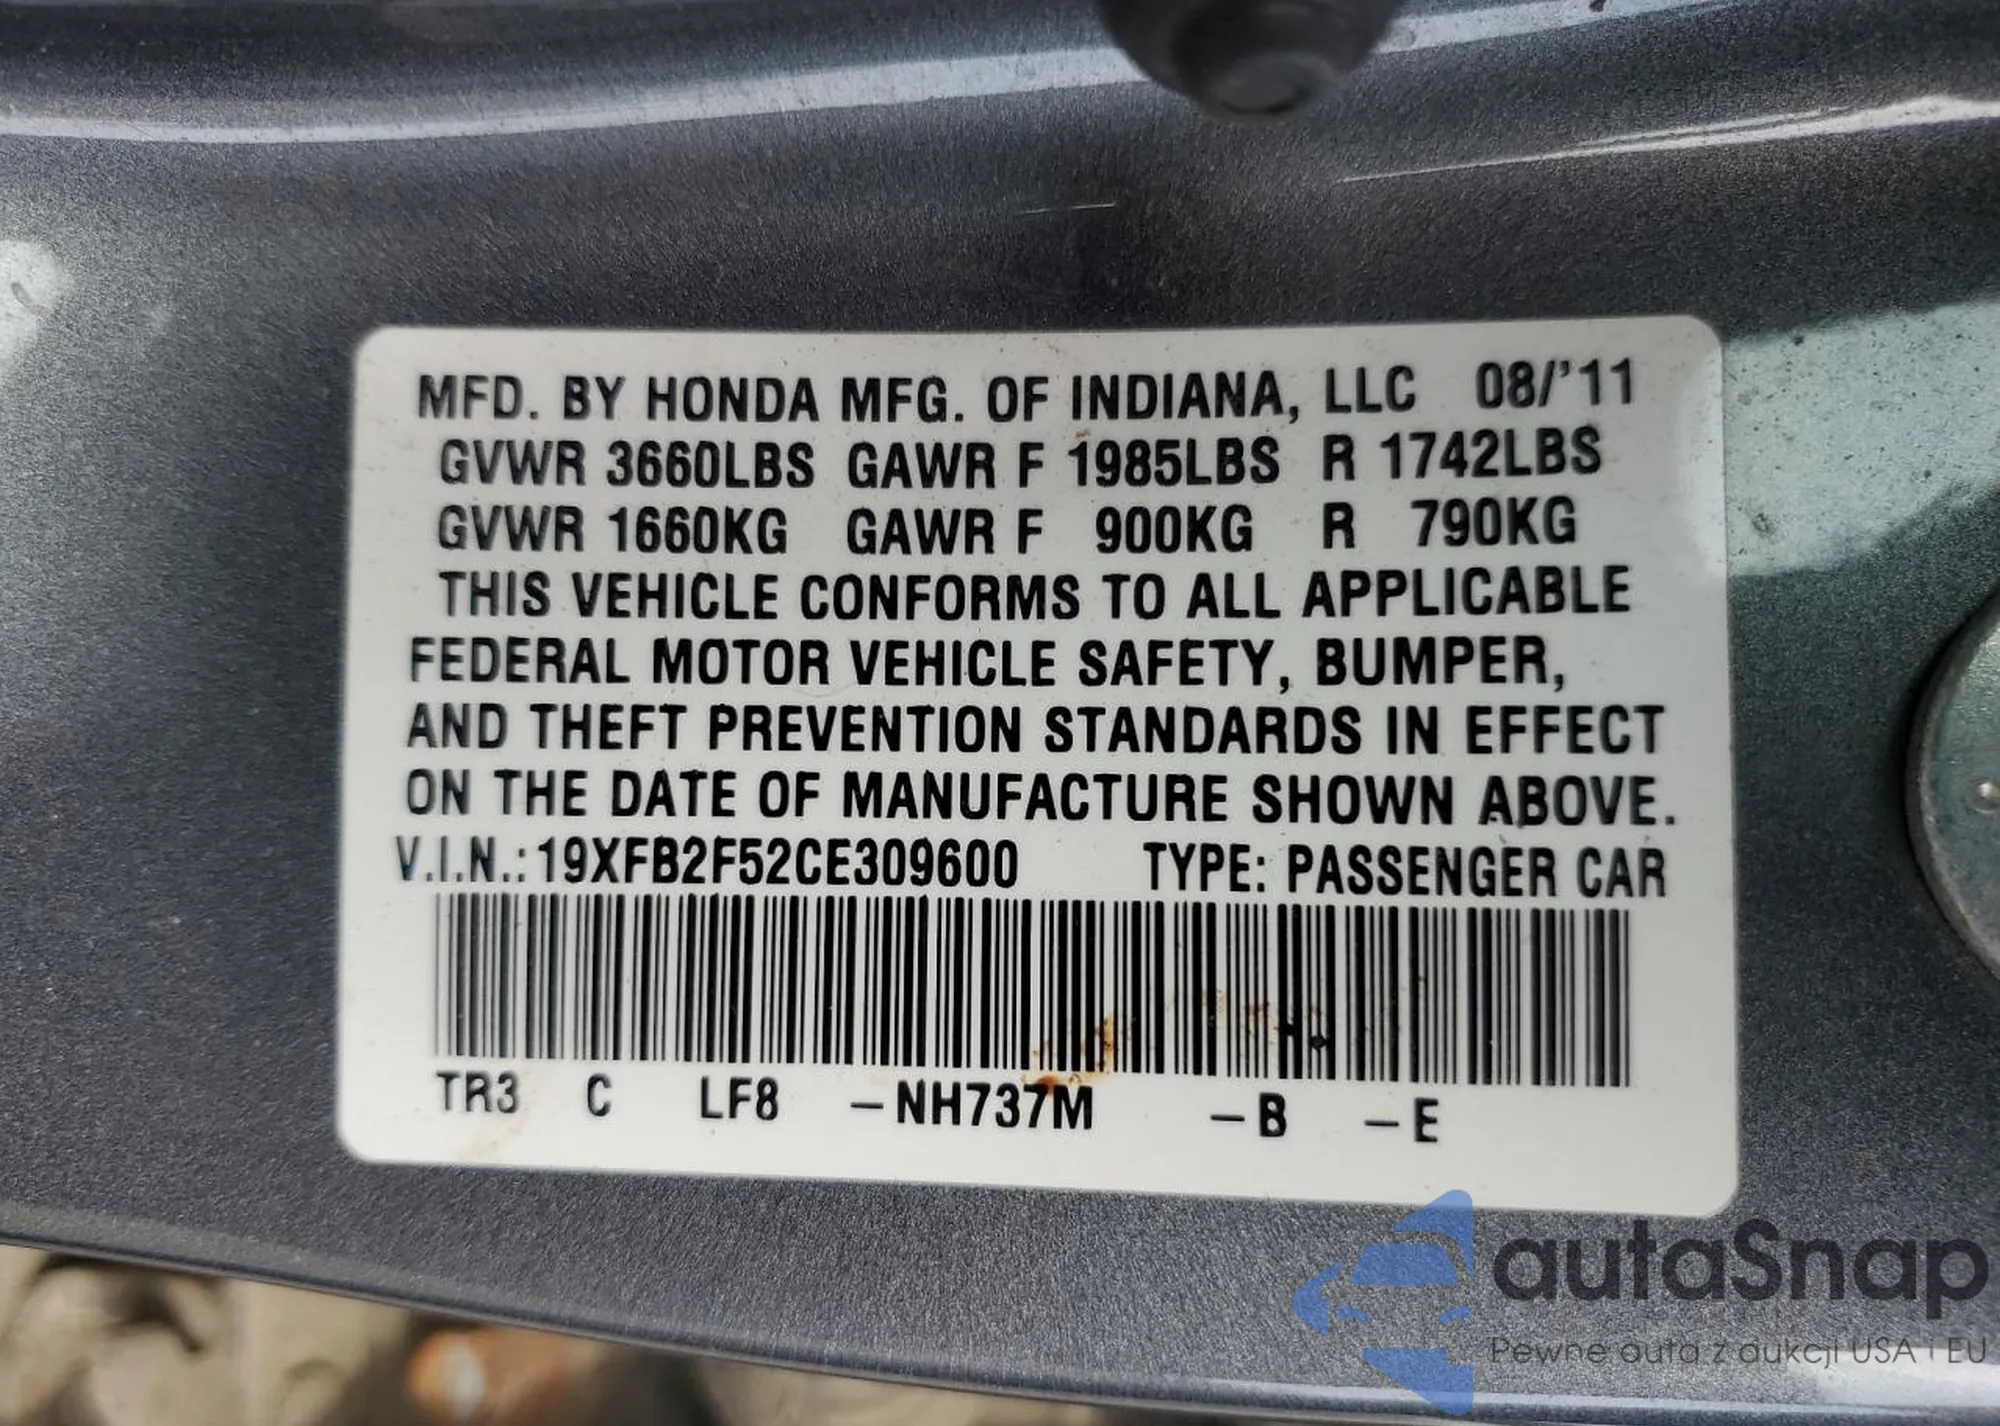 MFD. BY HONDA MFG. OF INDIANA, LLC 08/'11
GVWR 3660LBS GAWR F 1985LBS R 1742LBS
GVWR 1660KG GAWR F 900KG R 790KG
THIS VEHICLE CONFORMS TO ALL APPLICABLE
FEDERAL MOTOR VEHICLE SAFETY, BUMPER,
AND THEFT PREVENTION STANDARDS IN EFFECT
ON THE DATE OF MANUFACTURE SHOWN ABOVE.
V.I.N.:19XFB2F52CE309600 TYPE: PASSENGER CAR
TR3 C LF8 –NH737M –B –E
autaSnap
Pewne auta z aukcji USA i EU